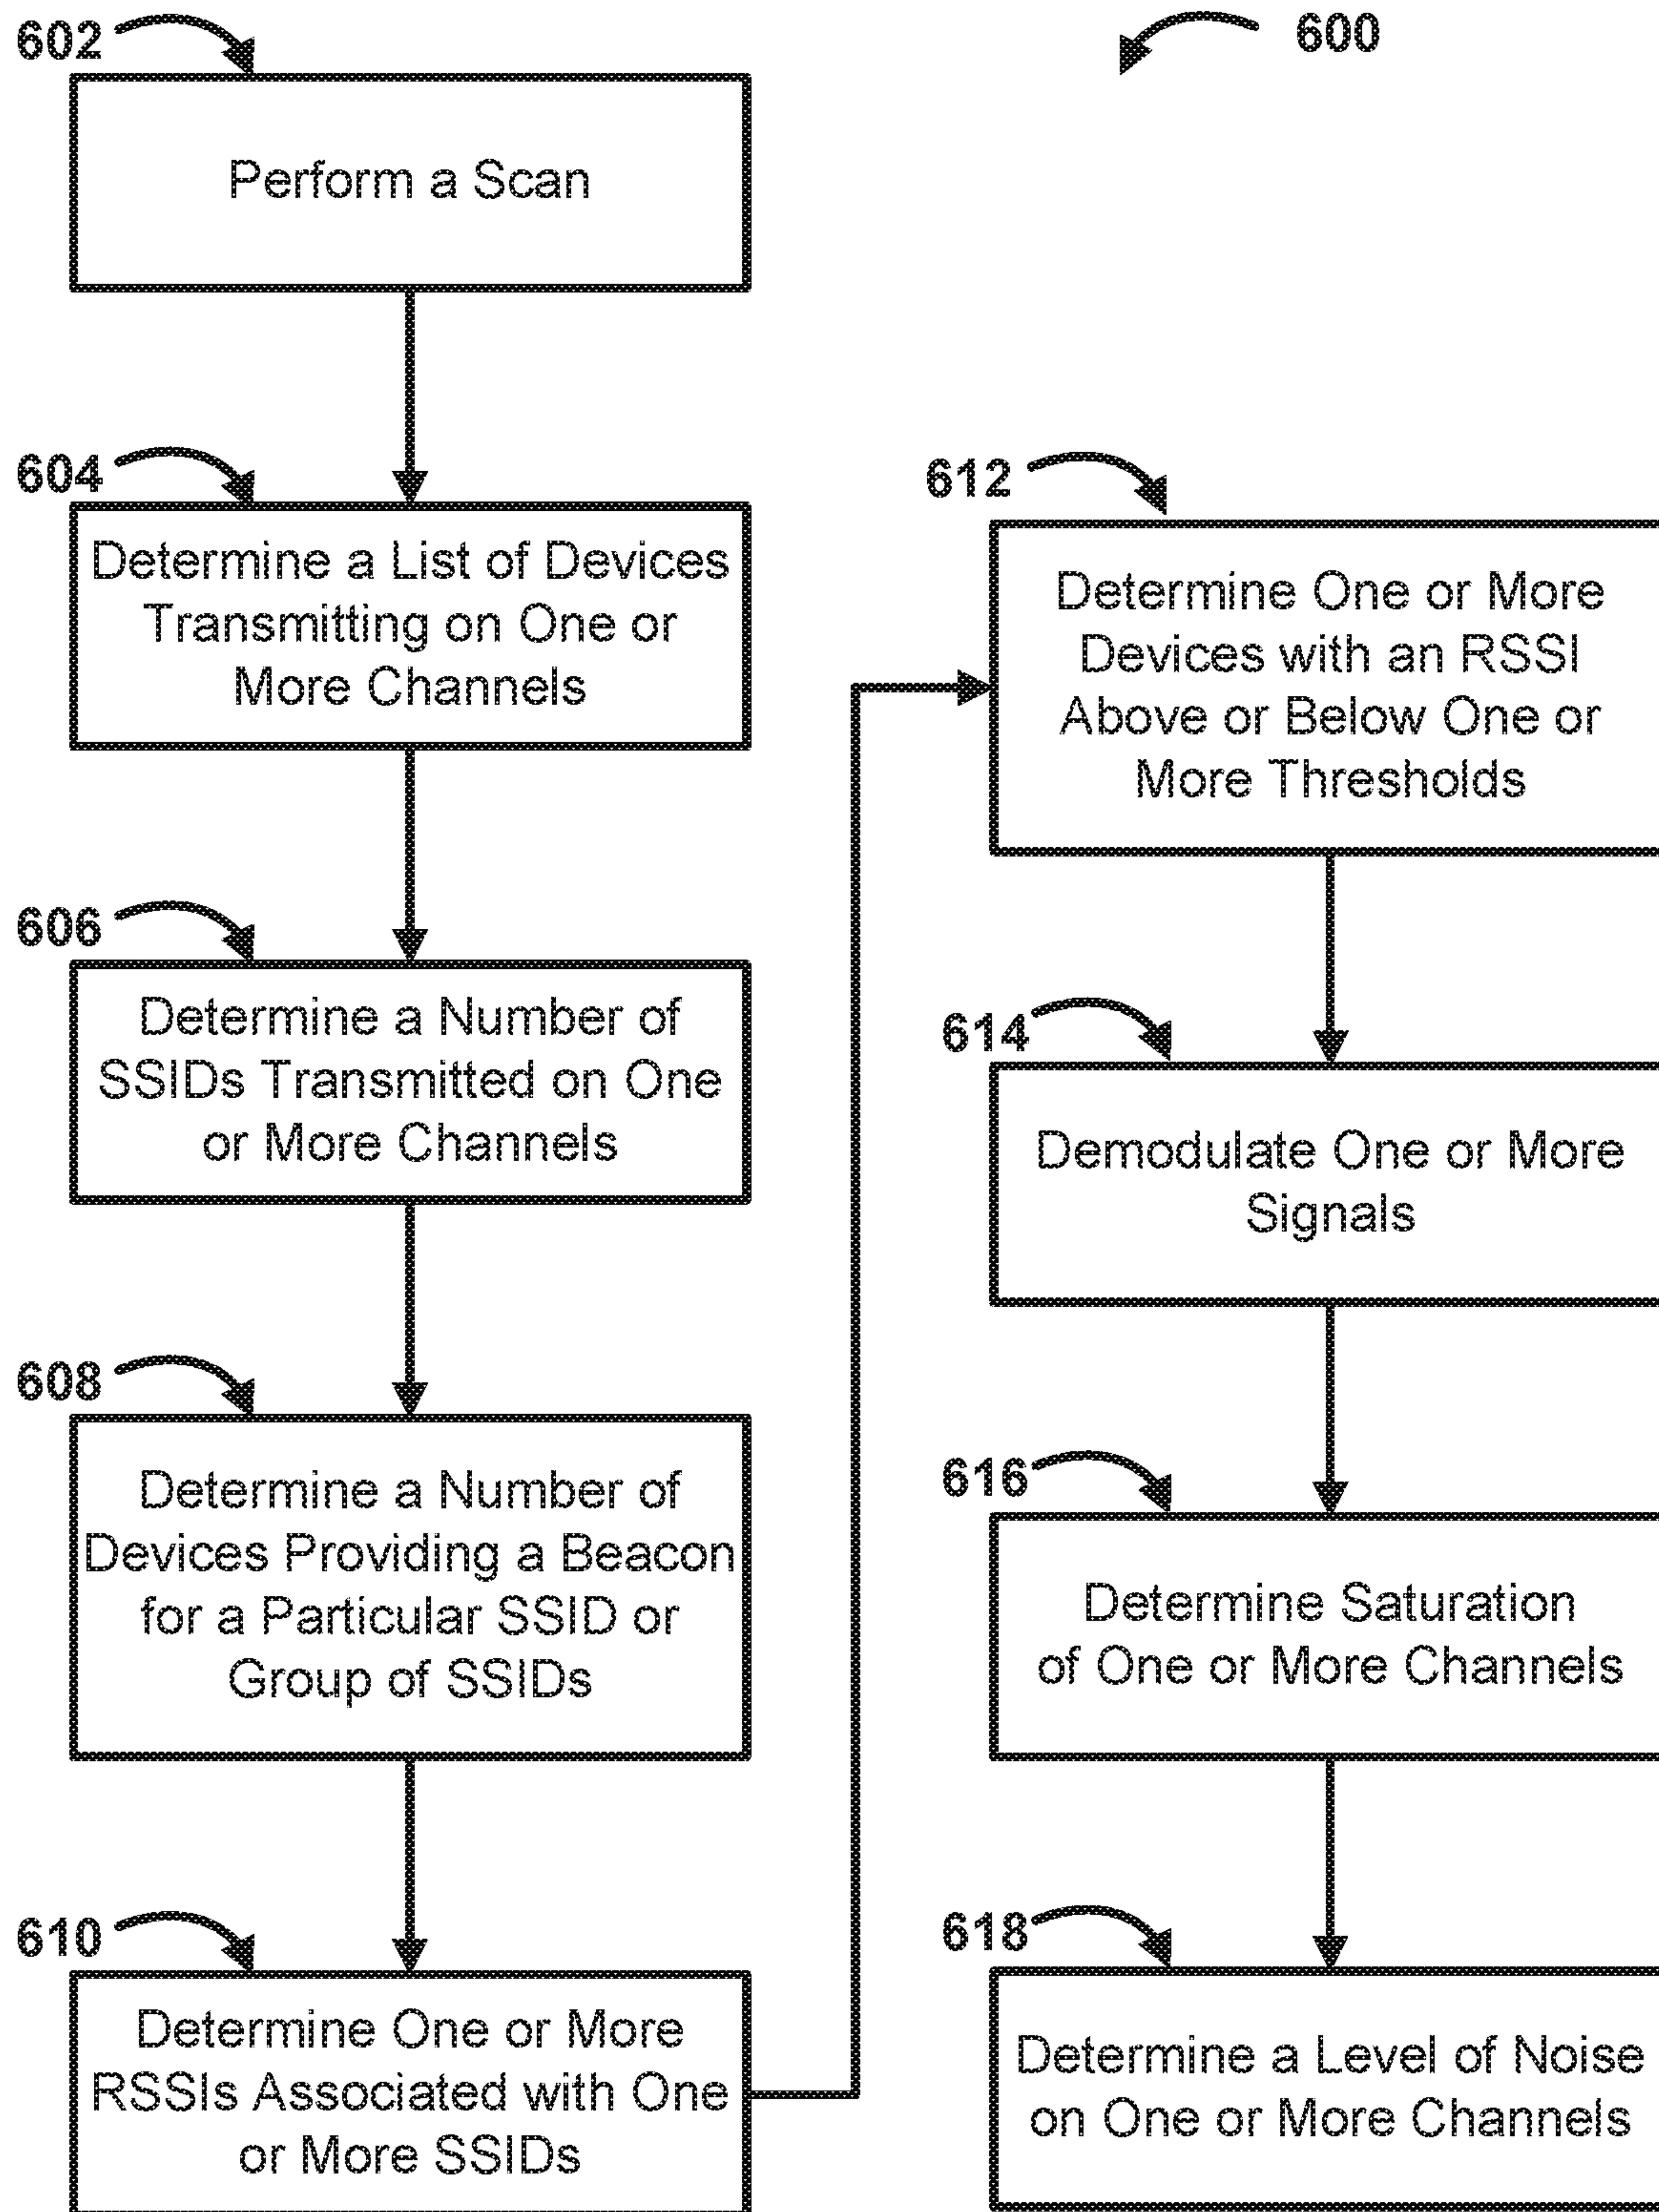 602
Perform a Scan
604
Determine a List of Devices
Transmitting on One or
More Channels
606
Determine a Number of
SSIDs Transmitted on One
or More Channels
608
Determine a Number of
Devices Providing a Beacon
for a Particular SSID or
Group of SSIDs
610
Determine One or More
RSSIs Associated with One
or More SSIDs
600
612
Determine One or More
Devices with an RSSI
Above or Below One or
More Thresholds
614
Demodulate One or More
Signals
616
Determine Saturation
of One or More Channels
618
Determine a Level of Noise
on One or More Channels